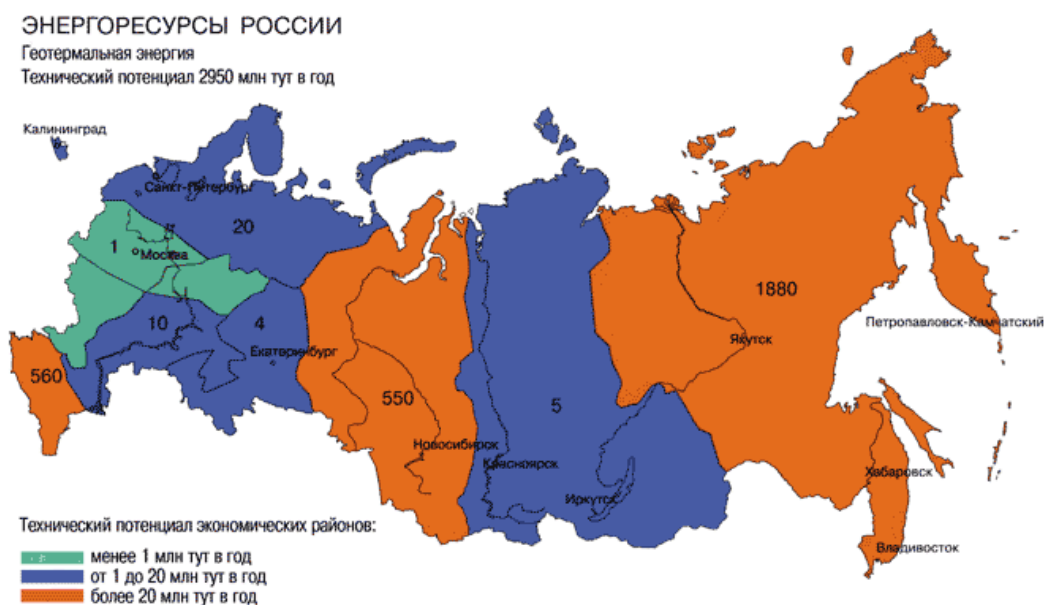 ЭНЕРГОРЕСУРСЫ РОССИИ
Геотермальная энергия
Технический потенциал 2950 млн тут в год
Калининград
Санкт-Петербург
20
1
Москва
1880
Петропавловск-Камчатский
10
4
Якутск
Екатеринбург
560
550
5
Новосибирск
Красноярск
Хабаровск
Иркутск
Технический потенциал экономических районов:
Владивосток
менее 1 млн тут в год
от 1 до 20 млн тут в год
более 20 млн тут в год